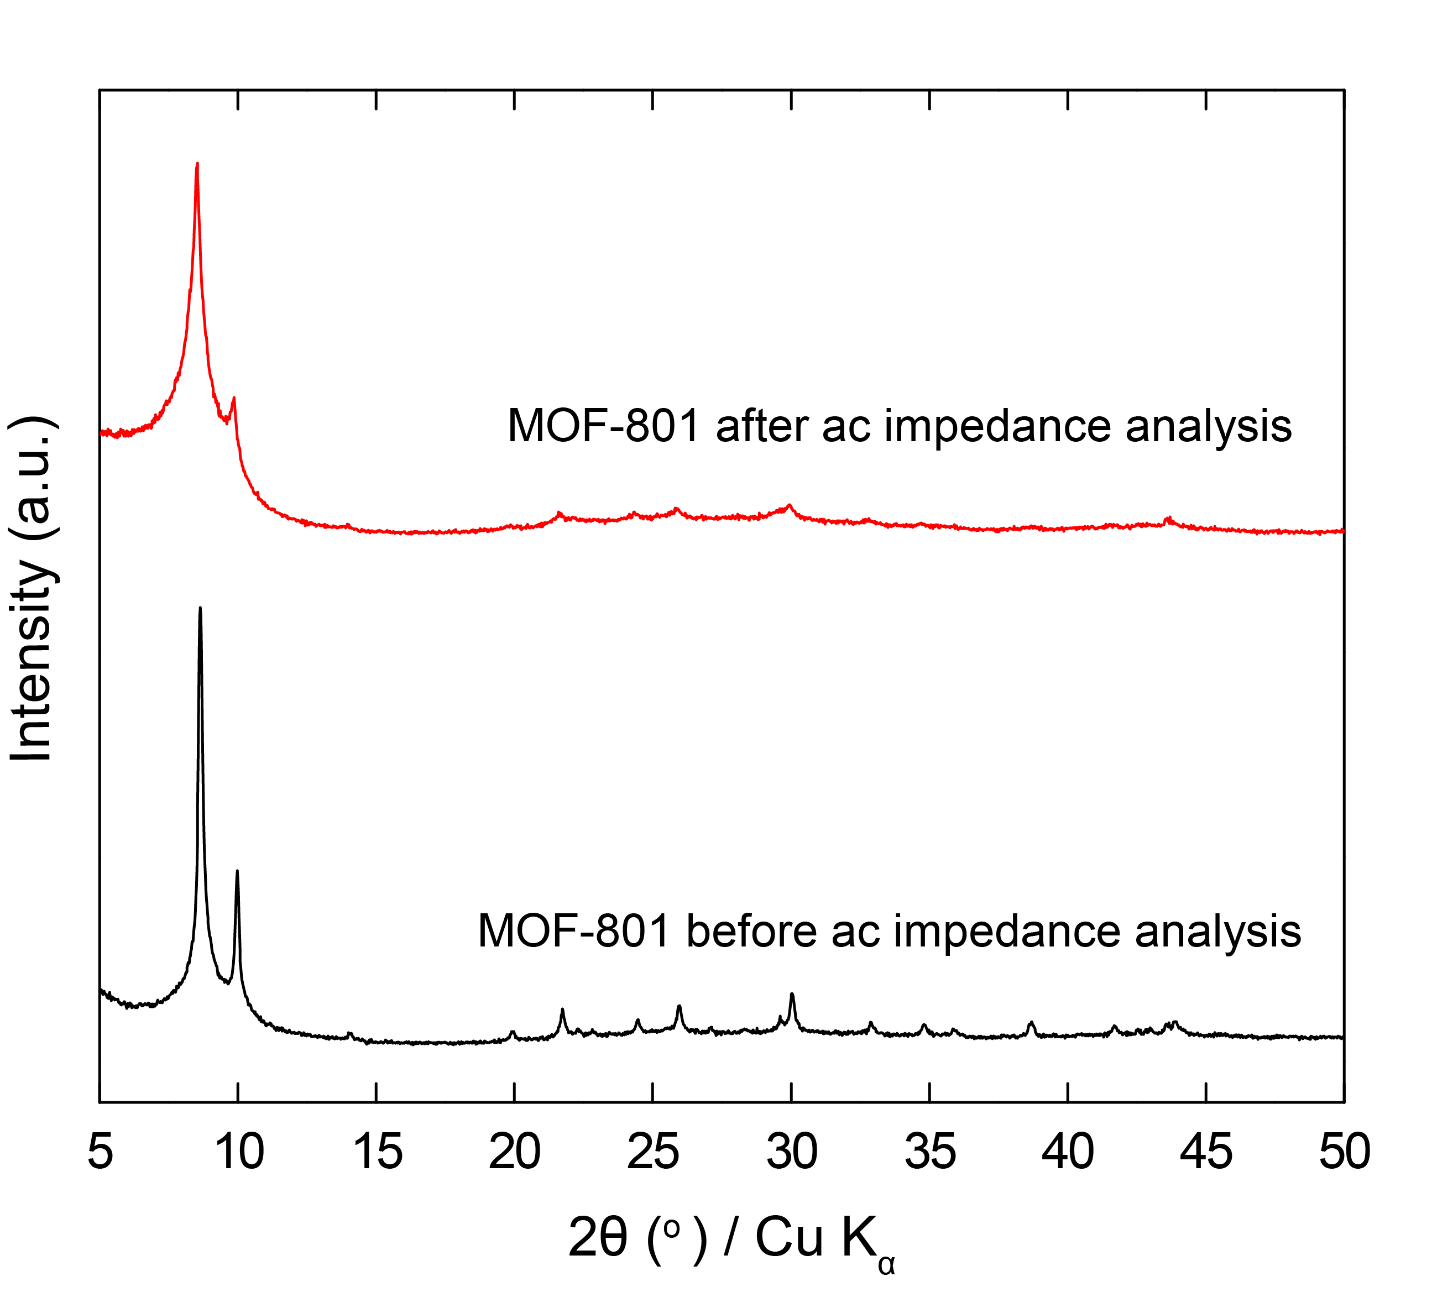 Intensity (a.u.)
MOF-801 after ac impedance analysis
MOF-801 before ac impedance analysis
5 10 15 20 25 30 35 40 45 50
2θ (° ) / Cu Kα